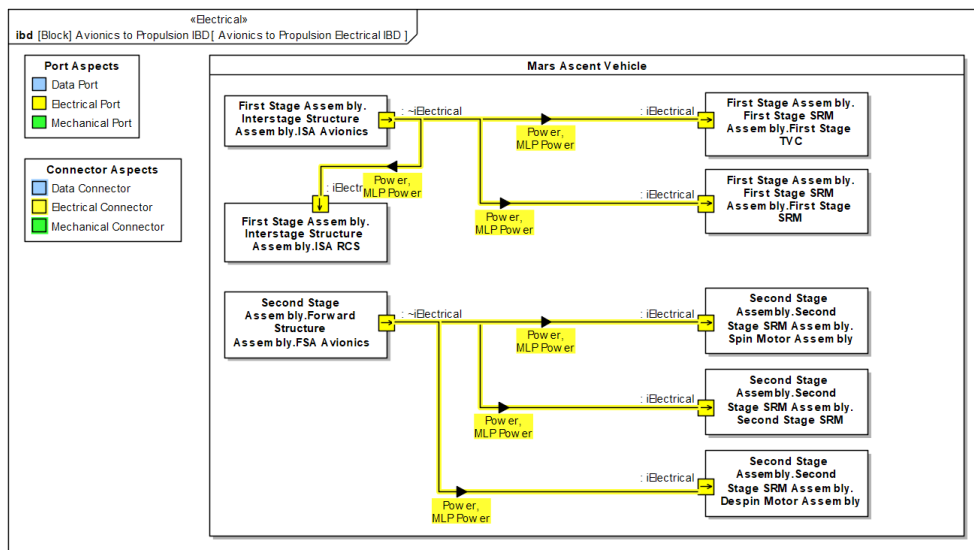 «Electrical»
ibd [Block] Avionics to Propulsion IBD[ Avionics to Propulsion Electrical IBD ]
Port Aspects
Data Port
Electrical Port
Mechanical Port
Connector Aspects
Data Connector
Electrical Connector
Mechanical Connector
Mars Ascent Vehicle
First Stage Assembly.
Interstage Structure
Assembly.ISA Avionics
: ~iElectrical
Power,
MLP Power
: iElectrical
First Stage Assembly.
First Stage SRM
Assembly.First Stage
TVC
Power,
MLP Power
: iElectr
First Stage Assembly.
Interstage Structure
Assembly.ISA RCS
Power,
MLP Power
: iElectrical
First Stage Assembly.
First Stage SRM
Assembly.First Stage
SRM
Second Stage
Assembly.Forward
Structure
Assembly.FSA Avionics
: ~iElectrical
Power,
MLP Power
: iElectrical
Second Stage
Assembly.Second
Stage SRM Assembly.
Spin Motor Assembly
Power,
MLP Power
: iElectrical
Second Stage
Assembly.Second
Stage SRM Assembly.
Second Stage SRM
Power,
MLP Power
: iElectrical
Second Stage
Assembly.Second
Stage SRM Assembly.
Despin Motor Assembly